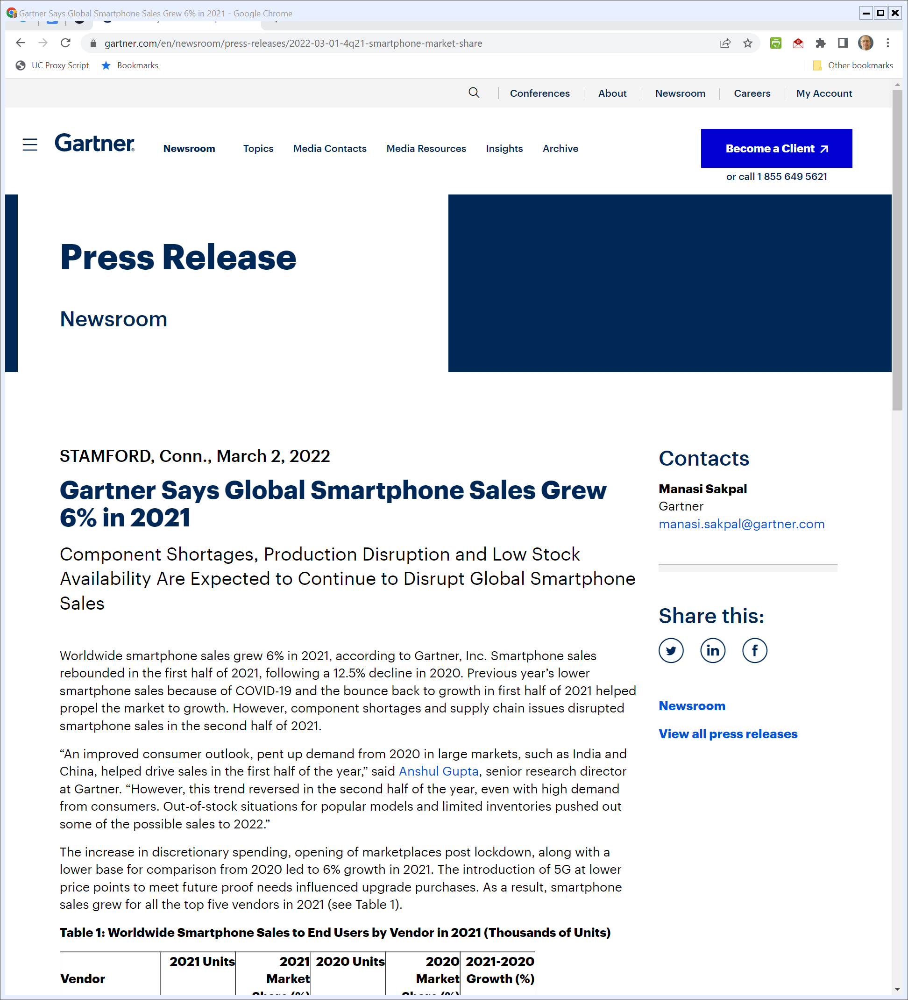 Gartner Says Global Smartphone Sales Grew 6% in 2021 - Google Chrome
gartner.com/en/newsroom/press-releases/2022-03-01-4q21-smartphone-market-share
UC Proxy Script Bookmarks Other bookmarks
Conferences About Newsroom Careers My Account
Gartner® Newsroom Topics Media Contacts Media Resources Insights Archive
Become a Client
or call 1 855 649 5621
Press Release
Newsroom
STAMFORD, Conn., March 2, 2022
Gartner Says Global Smartphone Sales Grew
6% in 2021
Component Shortages, Production Disruption and Low Stock
Availability Are Expected to Continue to Disrupt Global Smartphone
Sales
Worldwide smartphone sales grew 6% in 2021, according to Gartner, Inc. Smartphone sales
rebounded in the first half of 2021, following a 12.5% decline in 2020. Previous year’s lower
smartphone sales because of COVID-19 and the bounce back to growth in first half of 2021 helped
propel the market to growth. However, component shortages and supply chain issues disrupted
smartphone sales in the second half of 2021.
“An improved consumer outlook, pent up demand from 2020 in large markets, such as India and
China, helped drive sales in the first half of the year,” said Anshul Gupta, senior research director
at Gartner. “However, this trend reversed in the second half of the year, even with high demand
from consumers. Out-of-stock situations for popular models and limited inventories pushed out
some of the possible sales to 2022.”
The increase in discretionary spending, opening of marketplaces post lockdown, along with a
lower base for comparison from 2020 led to 6% growth in 2021. The introduction of 5G at lower
price points to meet future proof needs influenced upgrade purchases. As a result, smartphone
sales grew for all the top five vendors in 2021 (see Table 1).
Table 1: Worldwide Smartphone Sales to End Users by Vendor in 2021 (Thousands of Units)
2021 Units 2021 2020 Units 2020 2021-2020
Vendor Market Market Growth (%)
Share (%) Share (%)
Contacts
Manasi Sakpal
Gartner
manasi.sakpal@gartner.com
Share this:
Newsroom
View all press releases